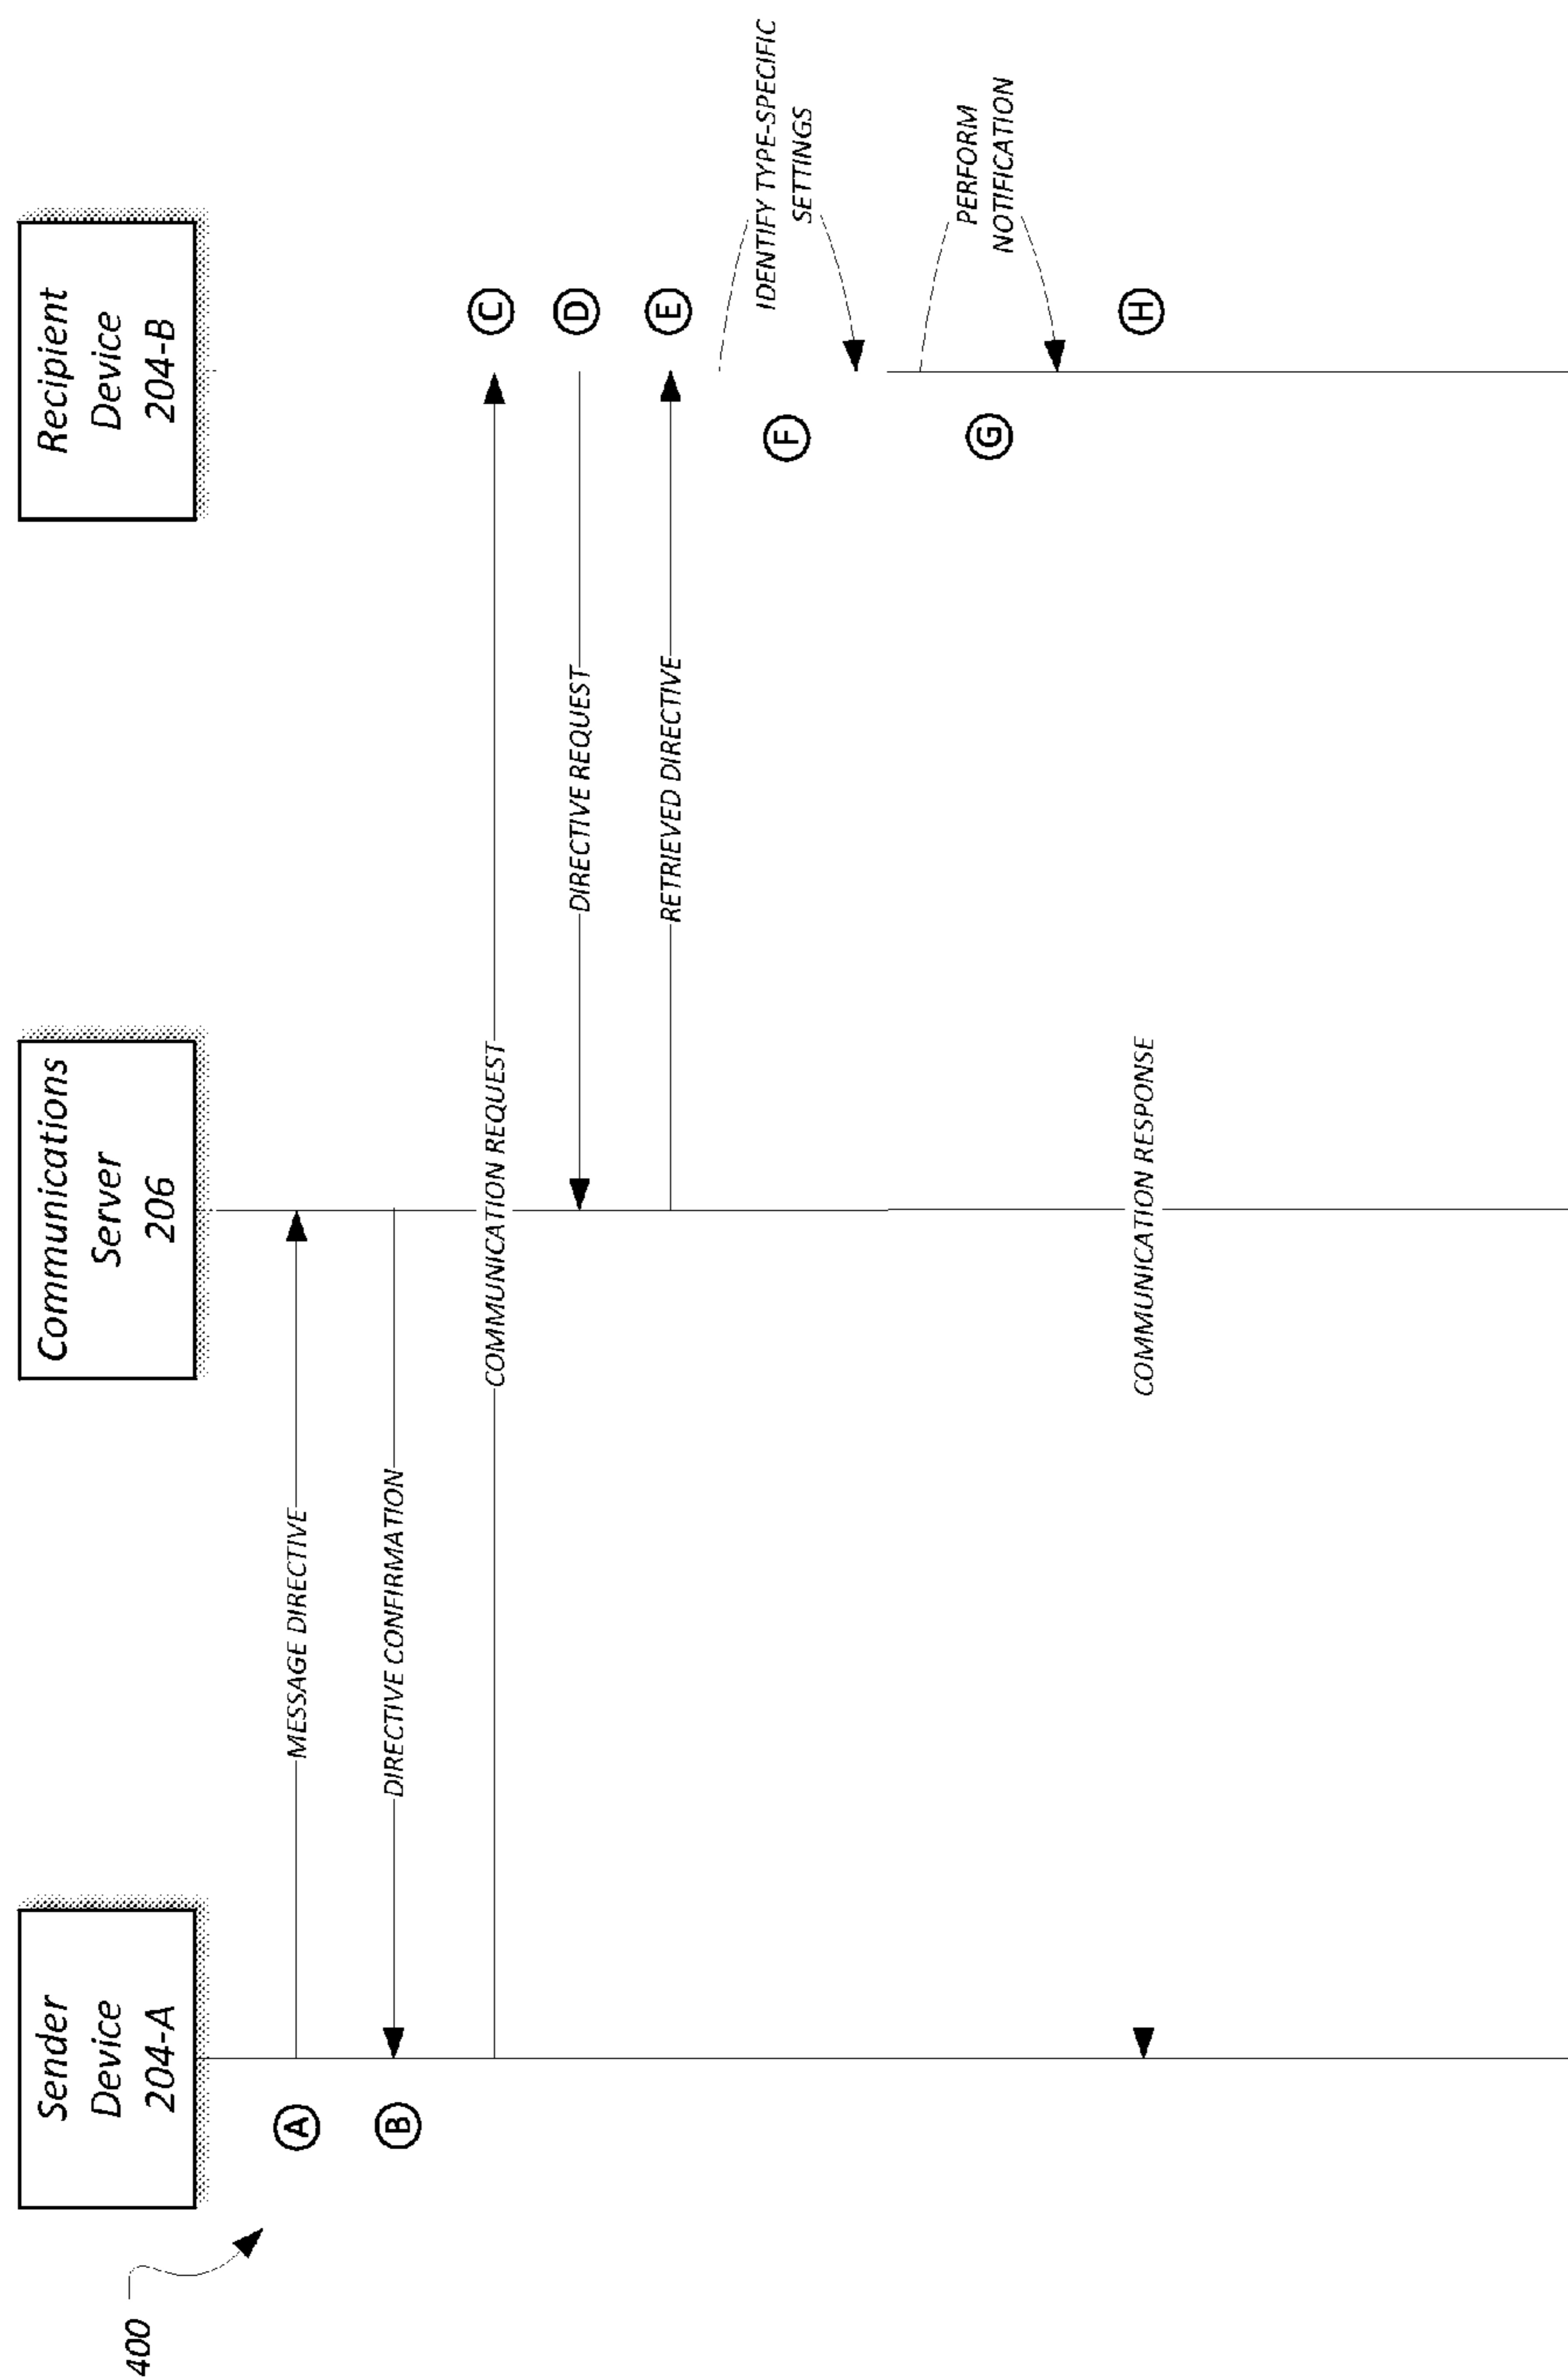 400
Sender
Device
204-A
Communications
Server
206
Recipient
Device
204-B
A
MESSAGE DIRECTIVE
B
DIRECTIVE CONFIRMATION
COMMUNICATION REQUEST
C
DIRECTIVE REQUEST
D
RETRIEVED DIRECTIVE
E
F
IDENTIFY TYPE-SPECIFIC
SETTINGS
G
PERFORM
NOTIFICATION
COMMUNICATION RESPONSE
H